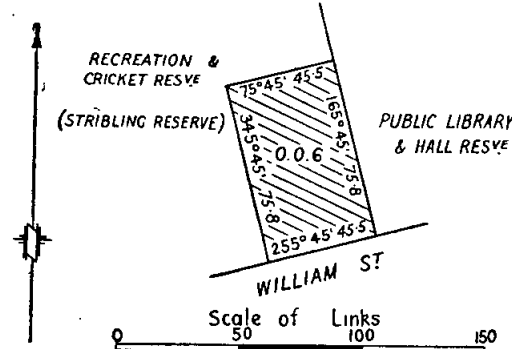 RECREATION &
CRICKET RESVE
(STRIBLING RESERVE)
75°45' 45·5
165°45' 75·8
345°45' 75·8
0.0.6
255° 45' 45·5
PUBLIC LIBRARY
& HALL RESVE
WILLIAM ST
Scale of Links
0 50 100 150